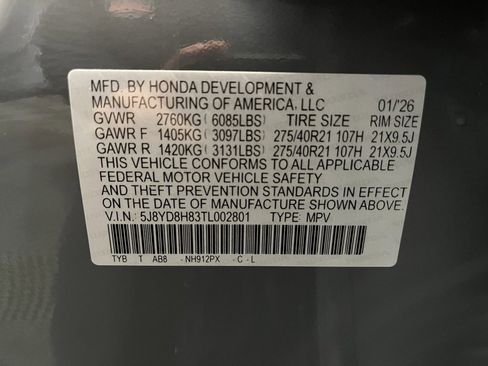 MFD. BY HONDA DEVELOPMENT &
MANUFACTURING OF AMERICA, LLC 01/'26
GVWR 2760KG (6085LBS) TIRE SIZE RIM SIZE
GAWR F 1405KG (3097LBS) 275/40R21 107H 21X9.5J
GAWR R 1420KG (3131LBS) 275/40R21 107H 21X9.5J
THIS VEHICLE CONFORMS TO ALL APPLICABLE
FEDERAL MOTOR VEHICLE SAFETY
AND THEFT PREVENTION STANDARDS IN EFFECT
ON THE DATE OF MANUFACTURE SHOWN ABOVE.
V.I.N.: 5J8YD8H83TL002801 TYPE: MPV
TYB T AB8 -NH912PX -C-L